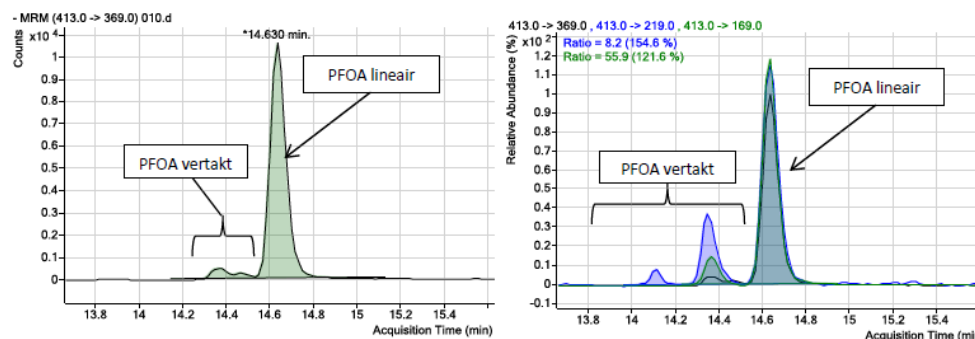 - MRM (413.0 -> 369.0) 010.d
Counts
x10⁴
*14.630 min.
1.1
1
0.9
0.8
0.7
0.6
0.5
0.4
0.3
0.2
0.1
0
PFOA lineair
PFOA vertakt
13.8 14 14.2 14.4 14.6 14.8 15 15.2 15.4
Acquisition Time (min)
413.0 -> 369.0 , 413.0 -> 219.0 , 413.0 -> 169.0
Relative Abundance (%)
x10²
Ratio = 8.2 (154.6 %)
Ratio = 55.9 (121.6 %)
1.2
1.1
1
0.9
0.8
0.7
0.6
0.5
0.4
0.3
0.2
0.1
0
-0.1
PFOA lineair
PFOA vertakt
13.8 14 14.2 14.4 14.6 14.8 15 15.2 15.4
Acquisition Time (min